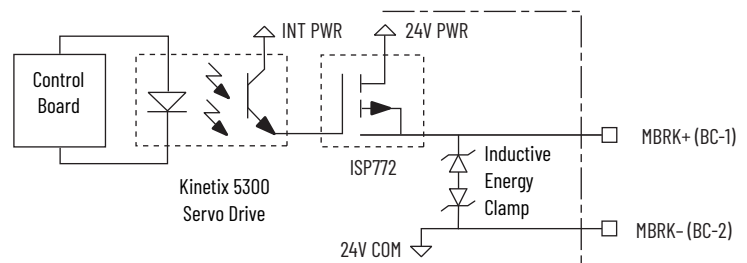 INT PWR
24V PWR
Control
Board
MBRK+ (BC-1)
ISP772
Inductive
Energy
Clamp
Kinetix 5300
Servo Drive
MBRK– (BC-2)
24V COM